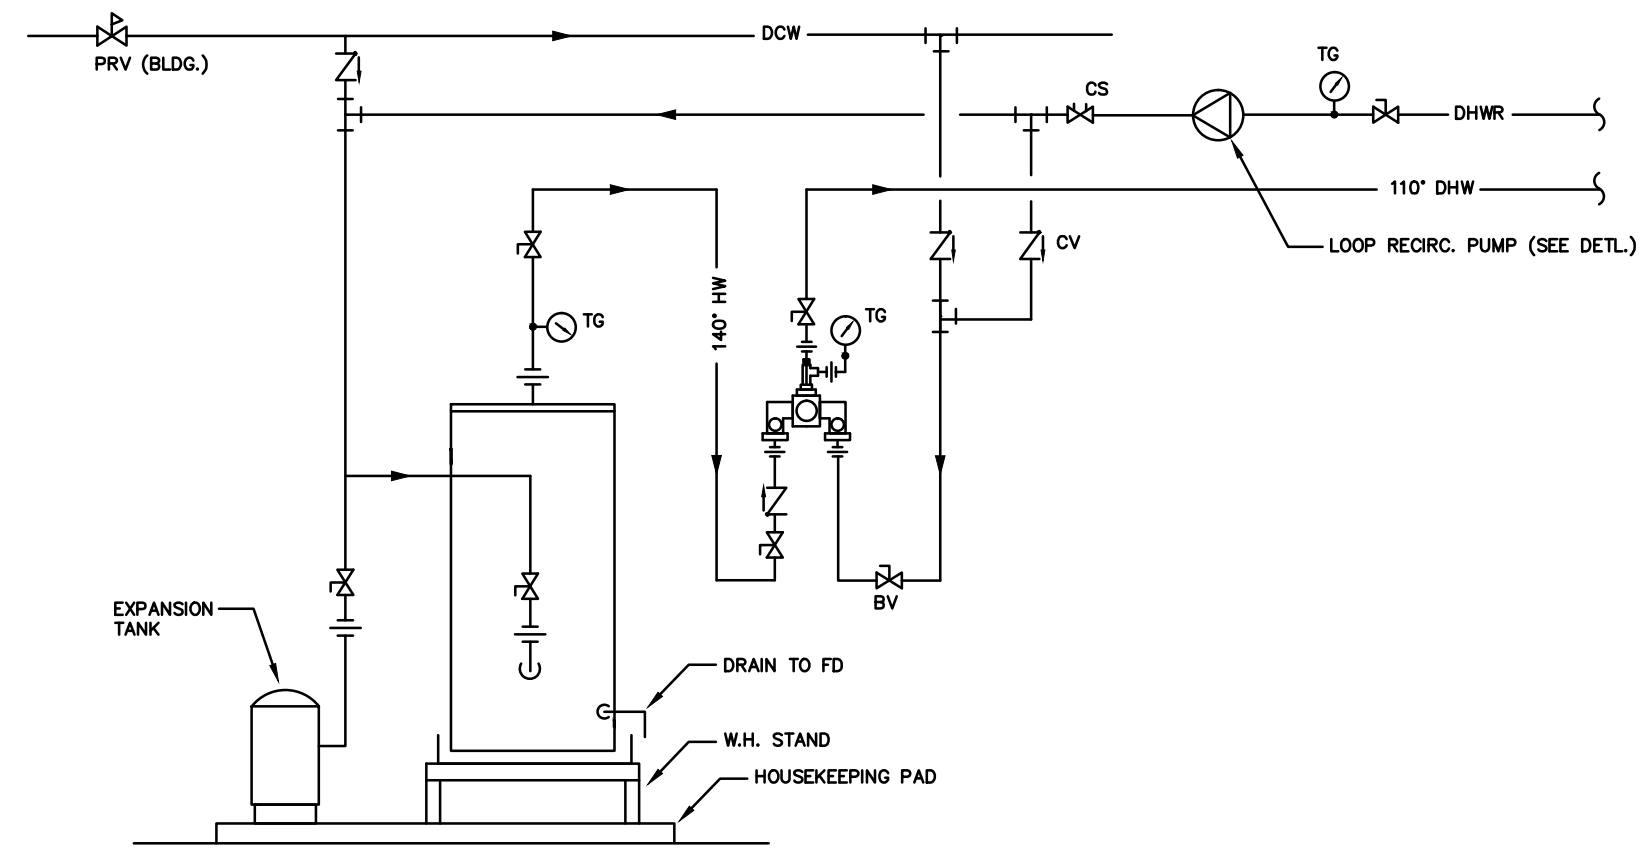 DCW
PRV (BLDG.)
TG
CS
DHWR
110° DHW
CV
LOOP RECIRC. PUMP (SEE DETL.)
140° HW
TG
TG
BV
EXPANSION
TANK
DRAIN TO FD
W.H. STAND
HOUSEKEEPING PAD